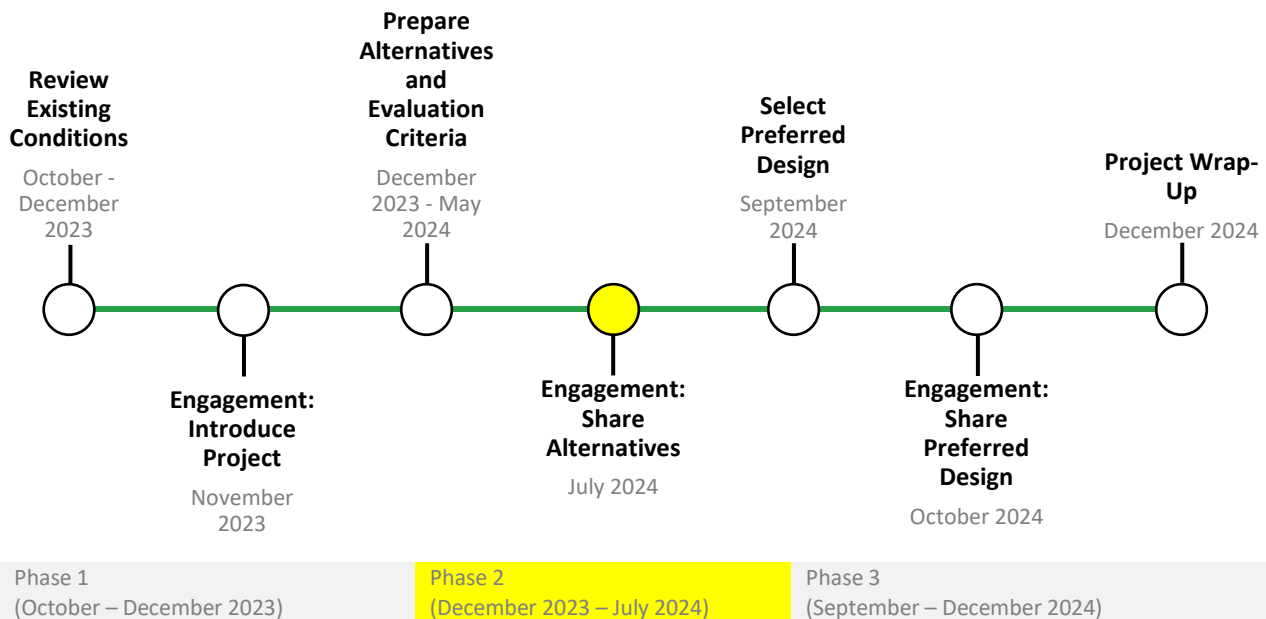 Review
Existing
Conditions
October -
December
2023
Engagement:
Introduce
Project
November
2023
Prepare
Alternatives
and
Evaluation
Criteria
December
2023 - May
2024
Engagement:
Share
Alternatives
July 2024
Select
Preferred
Design
September
2024
Engagement:
Share
Preferred
Design
October 2024
Project Wrap-
Up
December 2024
Phase 1
(October – December 2023)
Phase 2
(December 2023 – July 2024)
Phase 3
(September – December 2024)